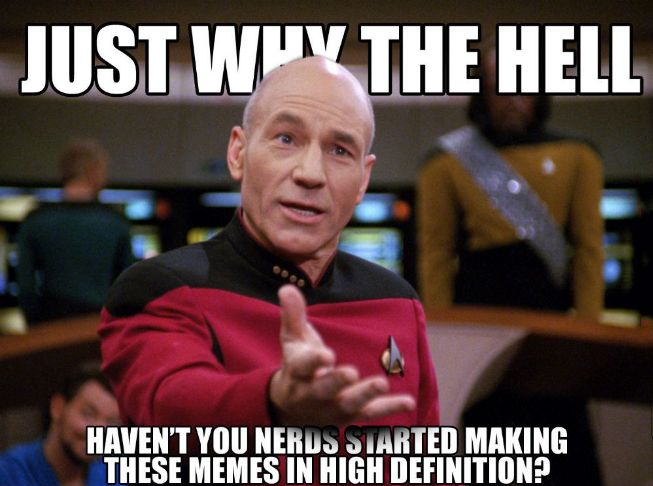 JUST WHY THE HELL
HAVEN'T YOU NERDS STARTED MAKING
THESE MEMES IN HIGH DEFINITION?